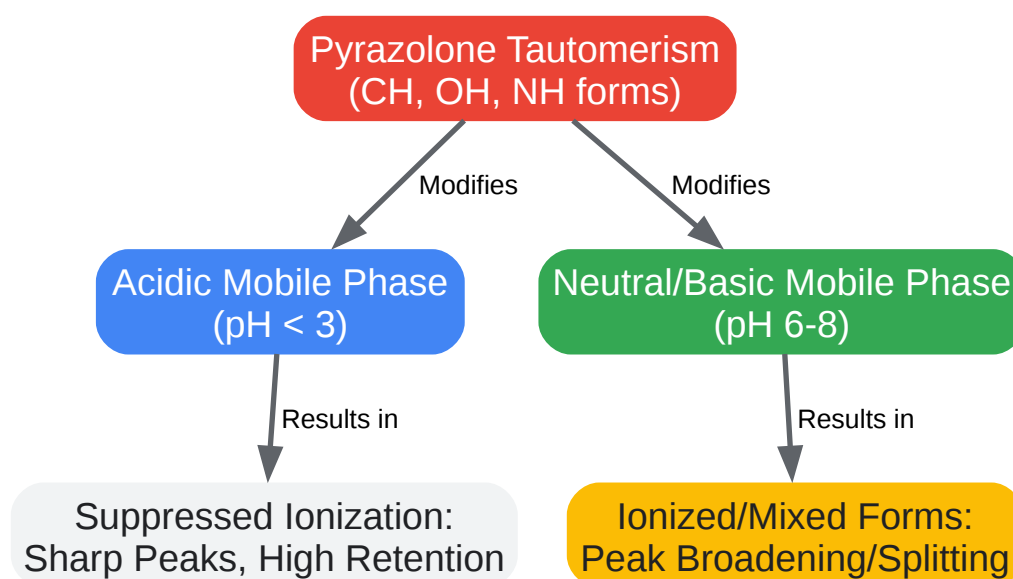 Pyrazolone Tautomerism
(CH, OH, NH forms)
Modifies
Modifies
Acidic Mobile Phase
(pH < 3)
Neutral/Basic Mobile Phase
(pH 6-8)
Results in
Results in
Suppressed Ionization:
Sharp Peaks, High Retention
Ionized/Mixed Forms:
Peak Broadening/Splitting